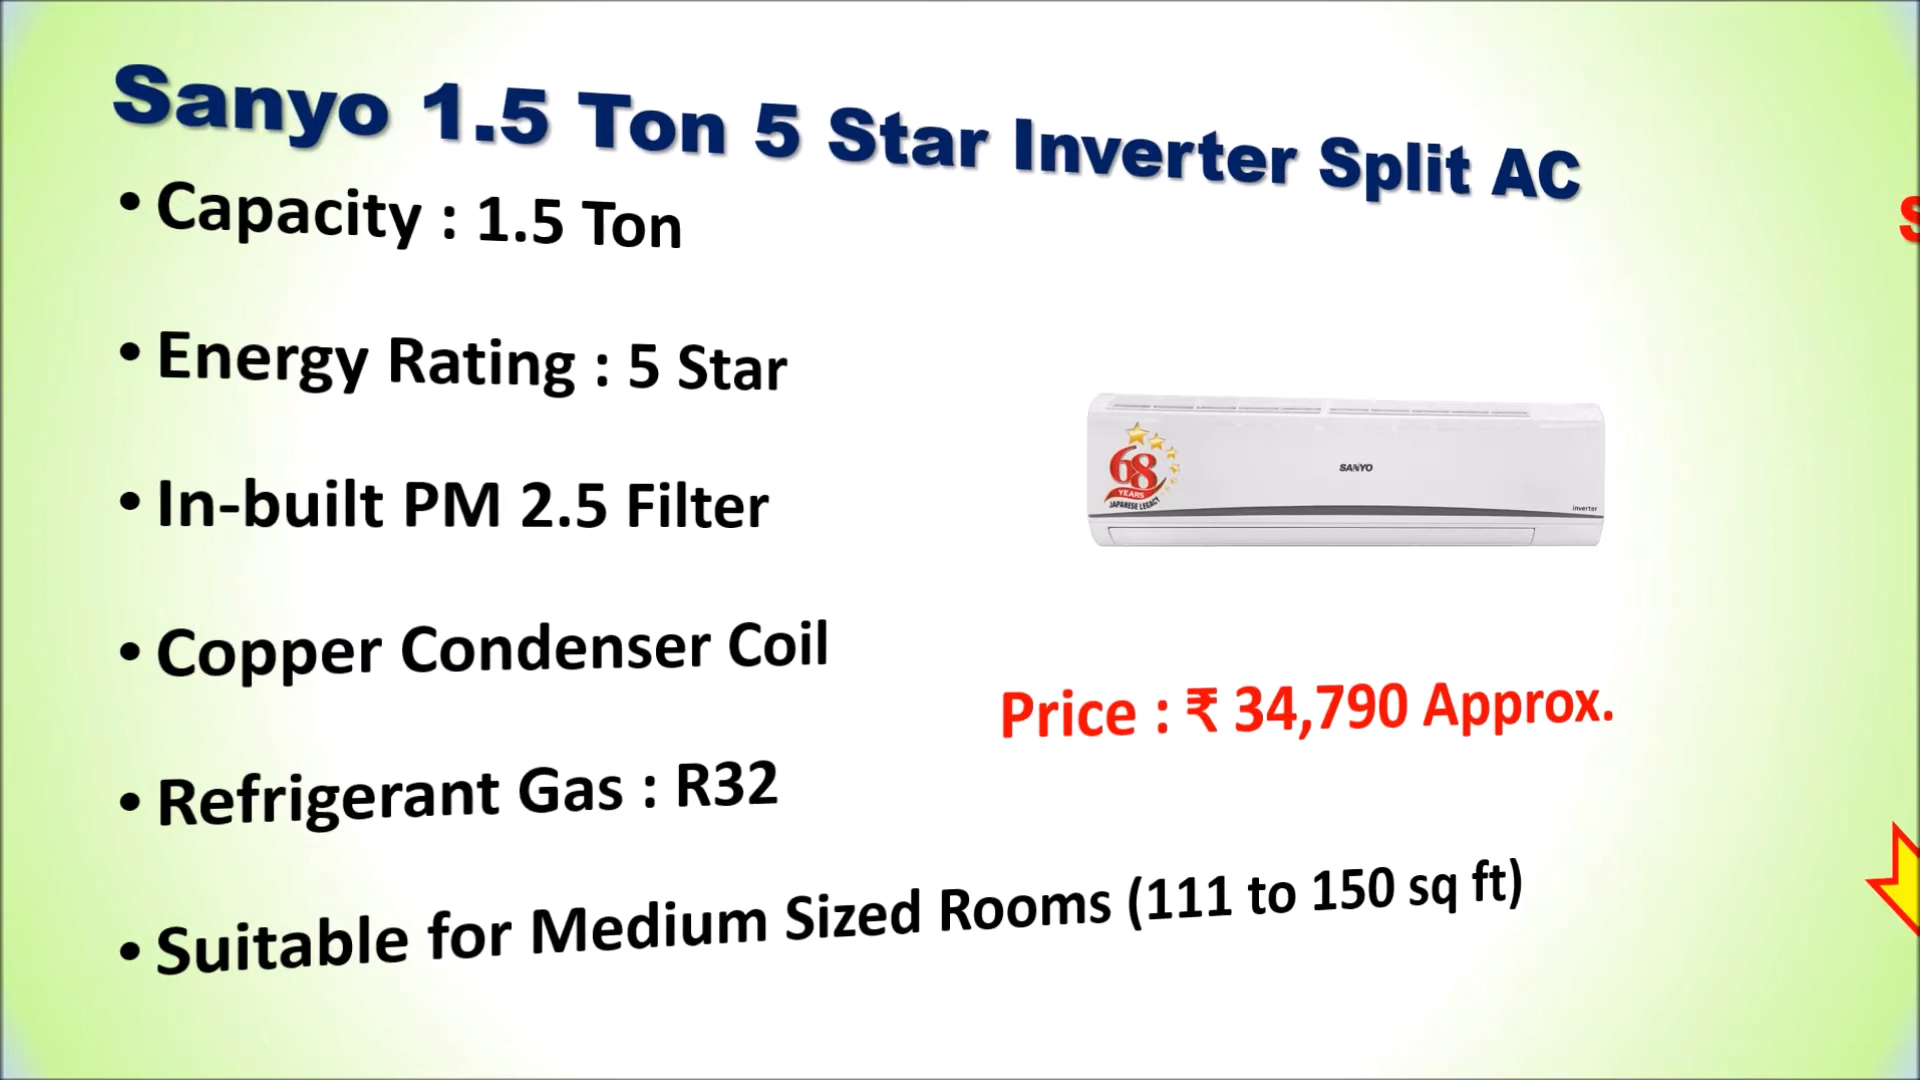 Sanyo 1.5 Ton 5 Star Inverter Split AC
• Capacity : 1.5 Ton
• Energy Rating : 5 Star
• In-built PM 2.5 Filter
• Copper Condenser Coil
• Refrigerant Gas : R32
• Suitable for Medium Sized Rooms (111 to 150 sq ft)
68
YEARS
JAPANESE LEGACY
SANYO
inverter
Price : ₹ 34,790 Approx.